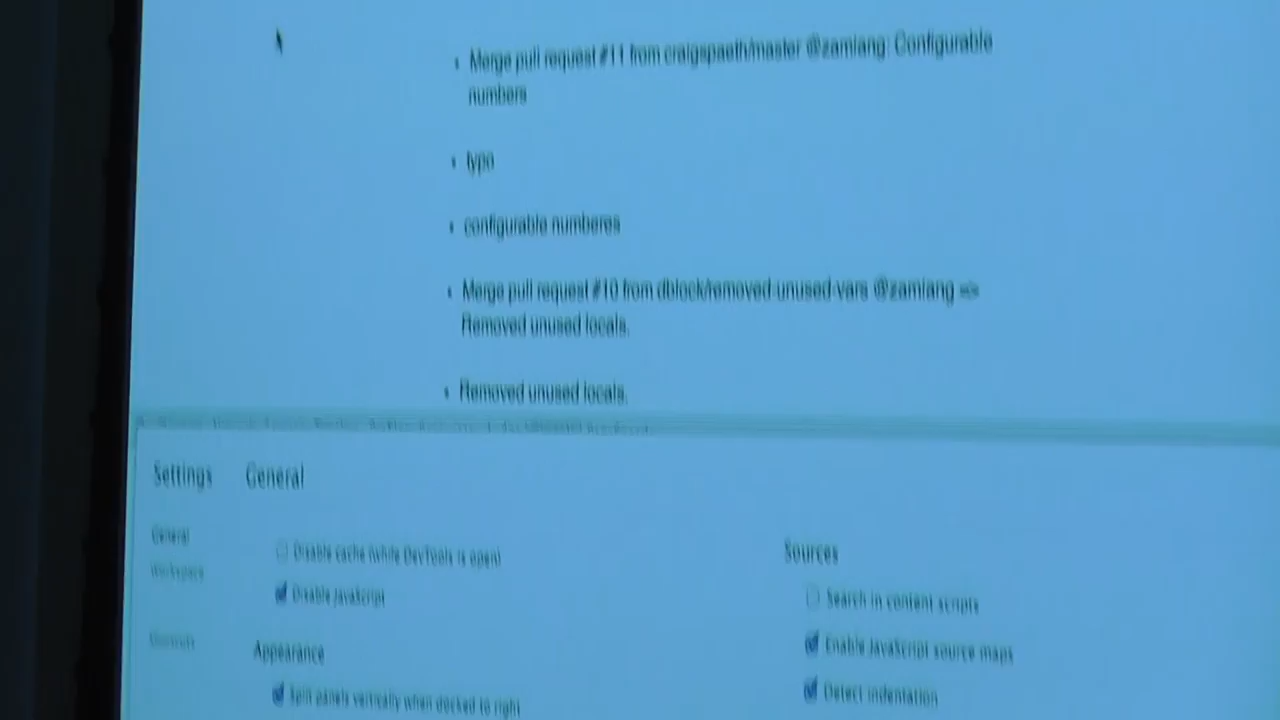 • Merge pull request #11 from craigspaeth/master @zamiang: Configurable
numbers
• typo
• configurable numberes
• Merge pull request #10 from dblock/removed-unused-vars @zamiang =>
Removed unused locals.
• Removed unused locals.
Settings General
General
Workspace
Disable cache (while DevTools is open)
Disable JavaScript
Appearance
Split panels vertically when docked to right
Sources
Search in content scripts
Enable JavaScript source maps
Detect indentation